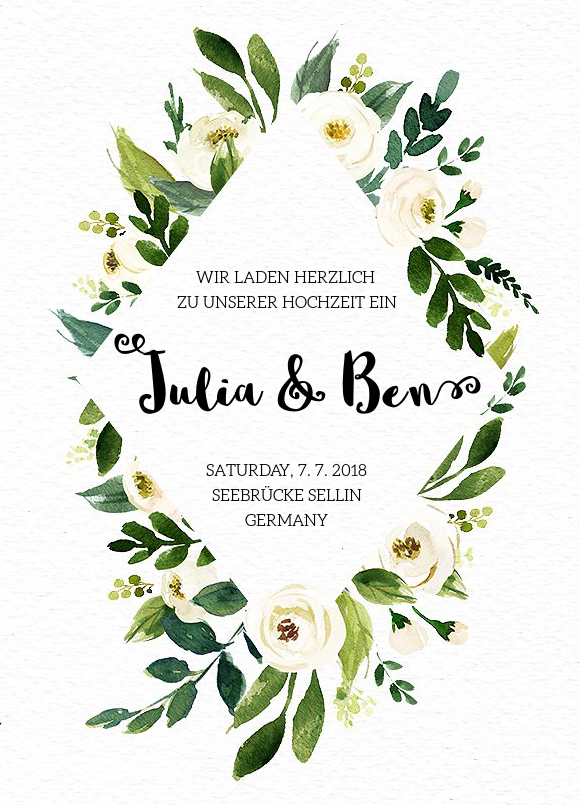 WIR LADEN HERZLICH
ZU UNSERER HOCHZEIT EIN
Julia & Ben
SATURDAY, 7. 7. 2018
SEEBRÜCKE SELLIN
GERMANY